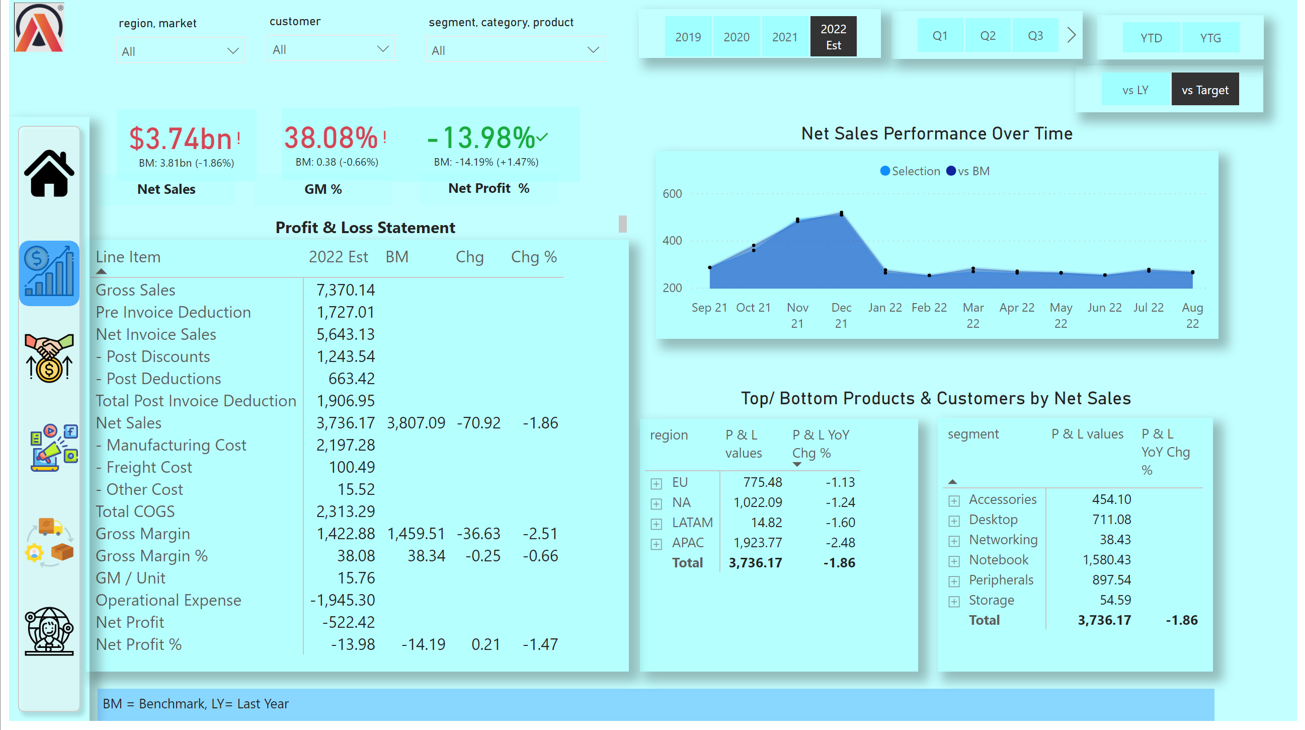 region, market
customer
segment, category, product
All
All
All
2019
2020
2021
2022
Est
Q1
Q2
Q3
YTD
YTG
vs LY
vs Target
$3.74bn!
BM: 3.81bn (-1.86%)
Net Sales
38.08%!
BM: 0.38 (-0.66%)
GM %
-13.98%
BM: -14.19% (+1.47%)
Net Profit %
Net Sales Performance Over Time
Selection vs BM
600
400
200
Sep 21 Oct 21 Nov 21 Dec 21 Jan 22 Feb 22 Mar 22 Apr 22 May 22 Jun 22 Jul 22 Aug 22
Profit & Loss Statement
Line Item 2022 Est BM Chg Chg %
Gross Sales 7,370.14
Pre Invoice Deduction 1,727.01
Net Invoice Sales 5,643.13
- Post Discounts 1,243.54
- Post Deductions 663.42
Total Post Invoice Deduction 1,906.95
Net Sales 3,736.17 3,807.09 -70.92 -1.86
- Manufacturing Cost 2,197.28
- Freight Cost 100.49
- Other Cost 15.52
Total COGS 2,313.29
Gross Margin 1,422.88 1,459.51 -36.63 -2.51
Gross Margin % 38.08 38.34 -0.25 -0.66
GM / Unit 15.76
Operational Expense -1,945.30
Net Profit -522.42
Net Profit % -13.98 -14.19 0.21 -1.47
Top/ Bottom Products & Customers by Net Sales
region P & L values P & L YoY Chg %
EU 775.48 -1.13
NA 1,022.09 -1.24
LATAM 14.82 -1.60
APAC 1,923.77 -2.48
Total 3,736.17 -1.86
segment P & L values P & L YoY Chg %
Accessories 454.10
Desktop 711.08
Networking 38.43
Notebook 1,580.43
Peripherals 897.54
Storage 54.59
Total 3,736.17 -1.86
BM = Benchmark, LY= Last Year